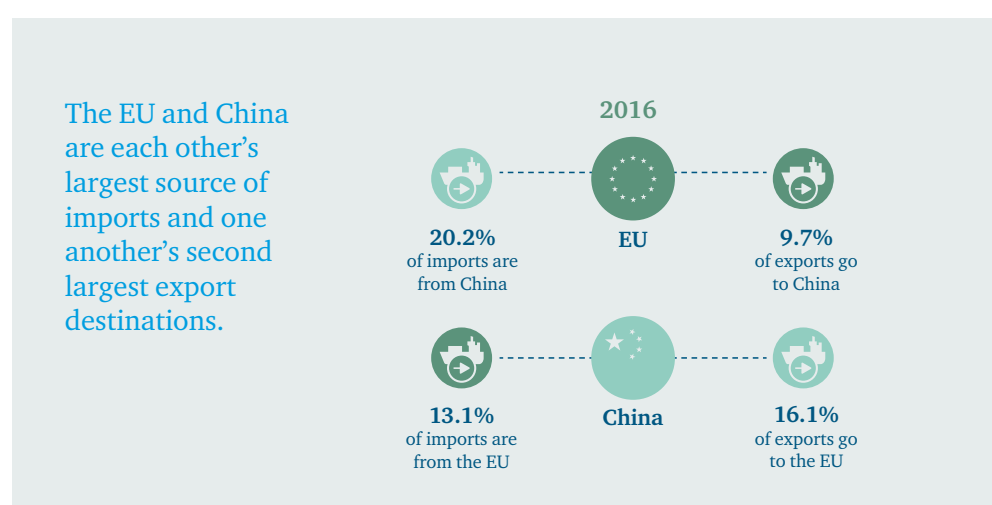 The EU and China
are each other’s
largest source of
imports and one
another’s second
largest export
destinations.
2016
EU
20.2%
of imports are
from China
9.7%
of exports go
to China
China
13.1%
of imports are
from the EU
16.1%
of exports go
to the EU